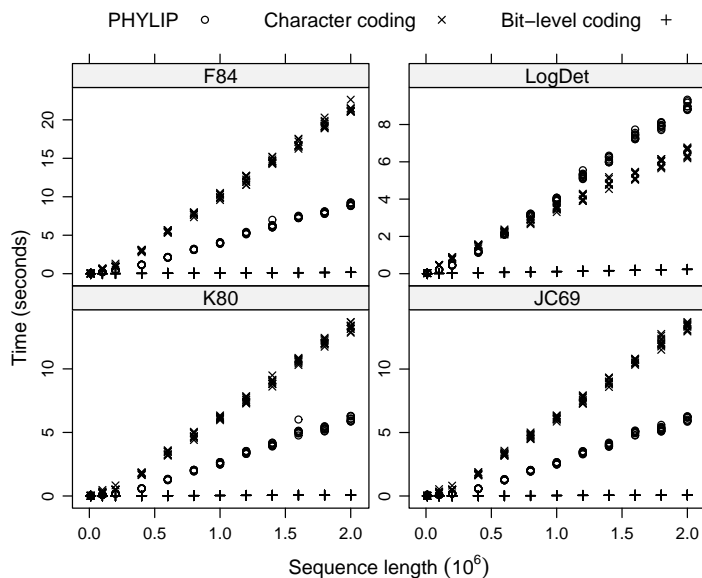 PHYLIP Character coding Bit−level coding
F84 LogDet
20
15
10
5
0
8
6
4
2
0
K80 JC69
10
5
0
10
5
0
Time (seconds)
0.0 0.5 1.0 1.5 2.0 0.0 0.5 1.0 1.5 2.0
Sequence length (10^6)